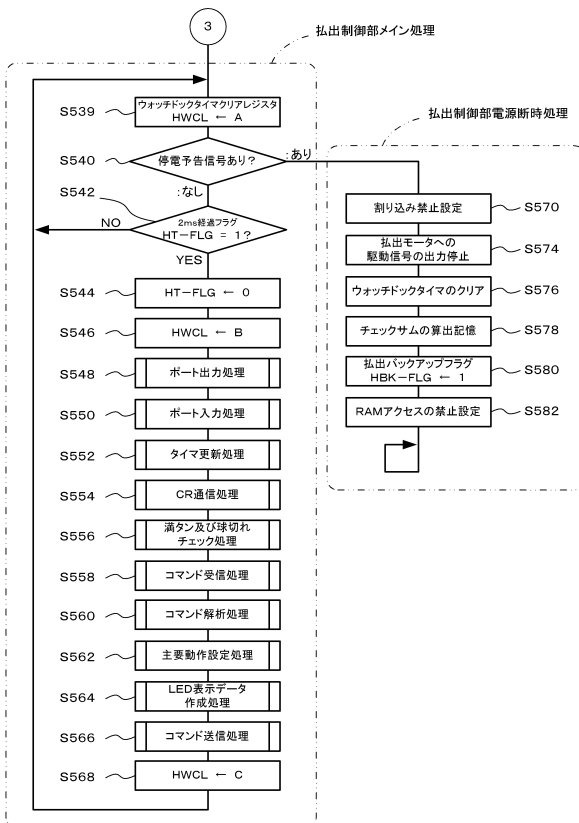 3
払出制御部メイン処理
S539
ウォッチドックタイマクリアレジスタ
HWCL ← A
S540
停電予告信号あり?
:あり
:なし
S542
2ms経過フラグ
HT-FLG = 1?
NO
YES
S544
HT-FLG ← 0
S546
HWCL ← B
S548
ポート出力処理
S550
ポート入力処理
S552
タイマ更新処理
S554
CR通信処理
S556
満タン及び球切れ
チェック処理
S558
コマンド受信処理
S560
コマンド解析処理
S562
主要動作設定処理
S564
LED表示データ
作成処理
S566
コマンド送信処理
S568
HWCL ← C
払出制御部電源断時処理
割り込み禁止設定
S570
払出モータへの
駆動信号の出力停止
S574
ウォッチドックタイマのクリア
S576
チェックサムの算出記憶
S578
払出バックアップフラグ
HBK-FLG ← 1
S580
RAMアクセスの禁止設定
S582